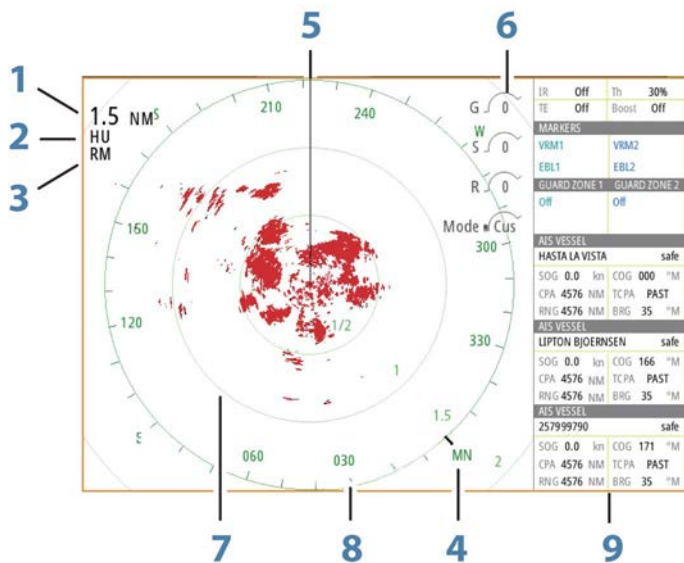 5
6
1
2
3
1.5 NM
HU
RM
S
210
240
W
G 0
S 0
R 0
Mode Cus
300
330
150
120
E
060
030
MN
1/2
1
1.5
2
IR Off Th 30%
TE Off Boost Off
MARKERS
VRM1 VRM2
EBL1 EBL2
GUARD ZONE 1 GUARD ZONE 2
Off Off
AIS VESSEL
HASTA LA VISTA safe
SOG 0.0 kn COG 000 °M
CPA 4576 NM TCPA PAST
RNG 4576 NM BRG 35 °M
AIS VESSEL
LIPTON BJOERNSEN safe
SOG 0.0 kn COG 166 °M
CPA 4576 NM TCPA PAST
RNG 4576 NM BRG 35 °M
AIS VESSEL
257999790 safe
SOG 0.0 kn COG 171 °M
CPA 4576 NM TCPA PAST
RNG 4576 NM BRG 35 °M
7
8
4
9